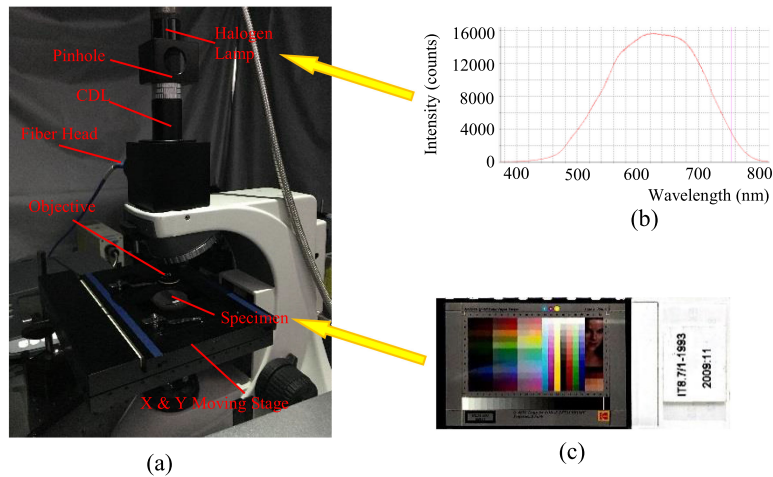 Halogen
Lamp
Pinhole
CDL
Piber Head
Objective
Specimen
X & Y Moving Stage
(a)
16000
12000
8000
4000
0
Intensity (counts)
400
500
600
700
800
Wavelength (nm)
(b)
IT8.7/1-1993
2009:11
(c)